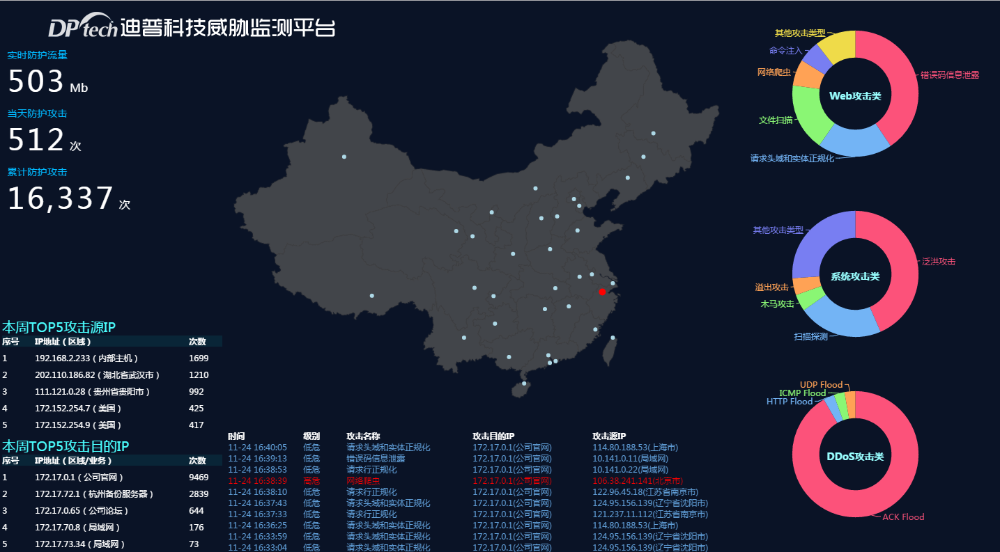 DPtech 迪普科技威胁监测平台
实时防护流量
503 Mb
当天防护攻击
512 次
累计防护攻击
16,337 次
本周TOP5攻击源IP
序号 IP地址（区域） 次数
1 192.168.2.233（内部主机） 1699
2 202.110.186.82（湖北省武汉市） 1210
3 111.121.0.28（贵州省贵阳市） 992
4 172.152.254.7（美国） 425
5 172.152.254.9（美国） 417
本周TOP5攻击目的IP
序号 IP地址（区域/业务） 次数
1 172.17.0.1（公司官网） 9469
2 172.17.72.1（杭州备份服务器） 2839
3 172.17.0.65（公司论坛） 644
4 172.17.70.8（局域网） 176
5 172.17.73.34（局域网） 73
时间 级别 攻击名称 攻击目的IP 攻击源IP
11-24 16:40:05 低危 请求头域和实体正规化 172.17.0.1(公司官网) 114.80.188.53(上海市)
11-24 16:39:13 低危 错误码信息泄露 172.17.0.1(公司官网) 10.141.0.11(局域网)
11-24 16:38:53 低危 请求行正规化 172.17.0.1(公司官网) 10.141.0.22(局域网)
11-24 16:38:39 高危 网络爬虫 172.17.0.1(公司官网) 106.38.241.141(北京市)
11-24 16:38:10 低危 请求行正规化 172.17.0.1(公司官网) 122.96.45.18(江苏省南京市)
11-24 16:37:43 低危 请求头域和实体正规化 172.17.0.1(公司官网) 124.95.156.139(辽宁省沈阳市)
11-24 16:37:33 低危 请求行正规化 172.17.0.1(公司官网) 121.237.11.112(江苏省南京市)
11-24 16:36:25 低危 请求头域和实体正规化 172.17.0.1(公司官网) 114.80.188.53(上海市)
11-24 16:33:59 低危 请求头域和实体正规化 172.17.0.1(公司官网) 124.95.156.139(辽宁省沈阳市)
11-24 16:33:04 低危 请求头域和实体正规化 172.17.0.1(公司官网) 124.95.156.139(辽宁省沈阳市)
其他攻击类型
命令注入
网络爬虫
错误码信息泄露
Web攻击类
文件扫描
请求头域和实体正规化
其他攻击类型
泛洪攻击
系统攻击类
溢出攻击
木马攻击
扫描探测
UDP Flood
ICMP Flood
HTTP Flood
DDoS攻击类
ACK Flood